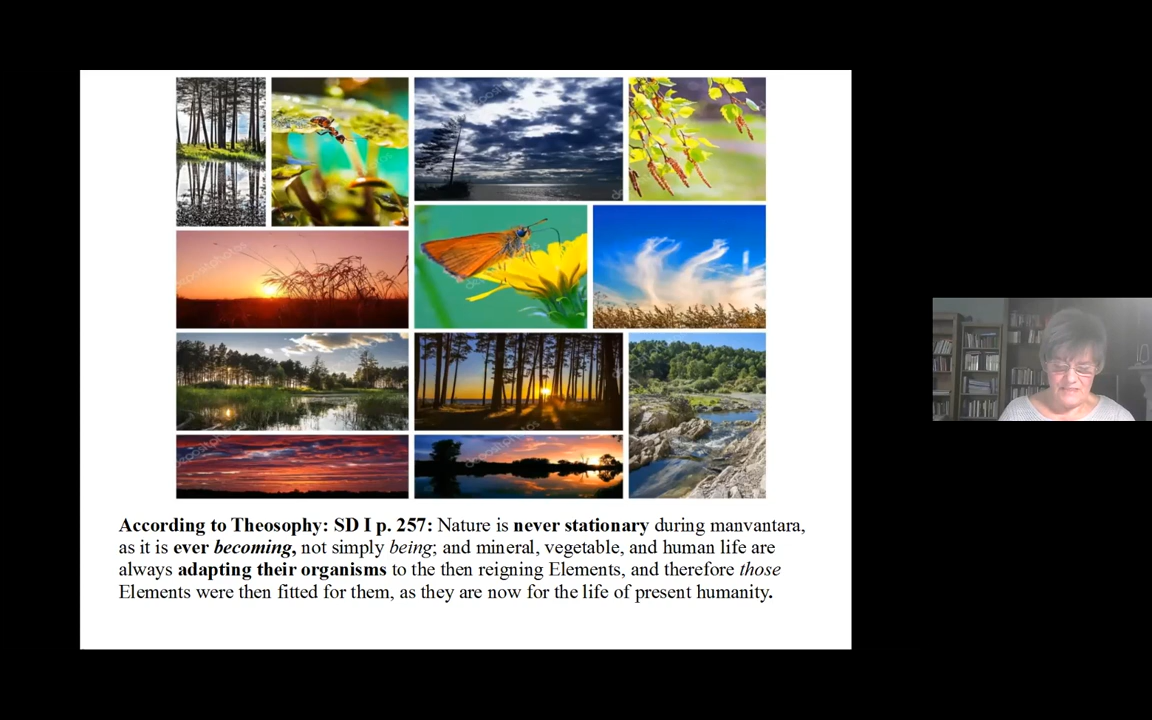 According to Theosophy: SD I p. 257: Nature is never stationary during manvantara,
as it is ever becoming, not simply being; and mineral, vegetable, and human life are
always adapting their organisms to the then reigning Elements, and therefore those
Elements were then fitted for them, as they are now for the life of present humanity.